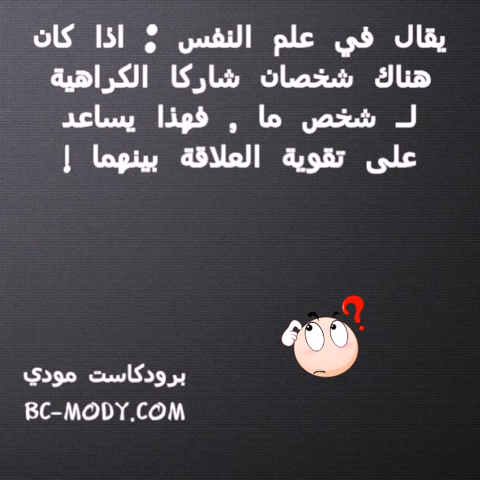 يقال في علم النفس : اذا كان
هناك شخصان شاركا الكراهية
لـ شخص ما , فهذا يساعد
على تقوية العلاقة بينهما !
?
برودكاست مودي
BC-MODY.COM